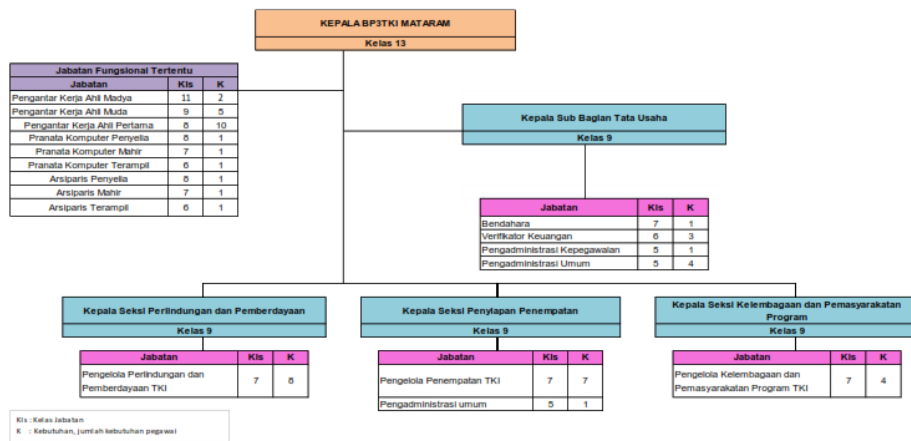 KEPALA BP3TKI MATARAM
Kelas 13
Jabatan Fungsional Tertentu
Jabatan Kls K
Pengantar Kerja Ahli Madya 11 2
Pengantar Kerja Ahli Muda 9 5
Pengantar Kerja Ahli Pertama 8 10
Pranata Komputer Penyelia 8 1
Pranata Komputer Mahir 7 1
Pranata Komputer Terampil 6 1
Arsiparis Penyelia 8 1
Arsiparis Mahir 7 1
Arsiparis Terampil 6 1
Kepala Sub Bagian Tata Usaha
Kelas 9
Jabatan Kls K
Bendahara 7 1
Verifikator Keuangan 6 3
Pengadministrasi Kepegawaian 5 1
Pengadministrasi Umum 5 4
Kepala Seksi Perlindungan dan Pemberdayaan
Kelas 9
Jabatan Kls K
Pengelola Perlindungan dan
Pemberdayaan TKI 7 8
Kepala Seksi Penyiapan Penempatan
Kelas 9
Jabatan Kls K
Pengelola Penempatan TKI 7 7
Pengadministrasi umum 5 1
Kepala Seksi Kelembagaan dan Pemasyarakatan
Program
Kelas 9
Jabatan Kls K
Pengelola Kelembagaan dan
Pemasyarakatan Program TKI 7 4
Kls : Kelas Jabatan
K : Kebutuhan, jumlah kebutuhan pegawai